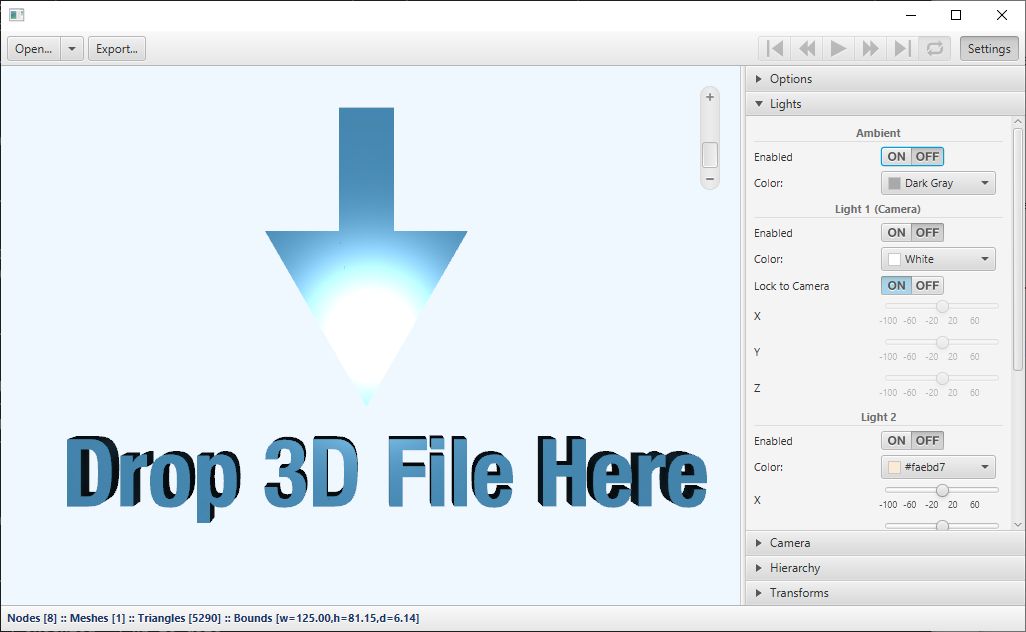 Open... Export... Settings
Options
Lights
Ambient
Enabled ON OFF
Color: Dark Gray
Light 1 (Camera)
Enabled ON OFF
Color: White
Lock to Camera ON OFF
X
-100 -60 -20 20 60
Y
-100 -60 -20 20 60
Z
-100 -60 -20 20 60
Light 2
Enabled ON OFF
Color: #faebd7
X
-100 -60 -20 20 60
Camera
Hierarchy
Transforms
Drop 3D File Here
Nodes [8] :: Meshes [1] :: Triangles [5290] :: Bounds [w=125.00,h=81.15,d=6.14]